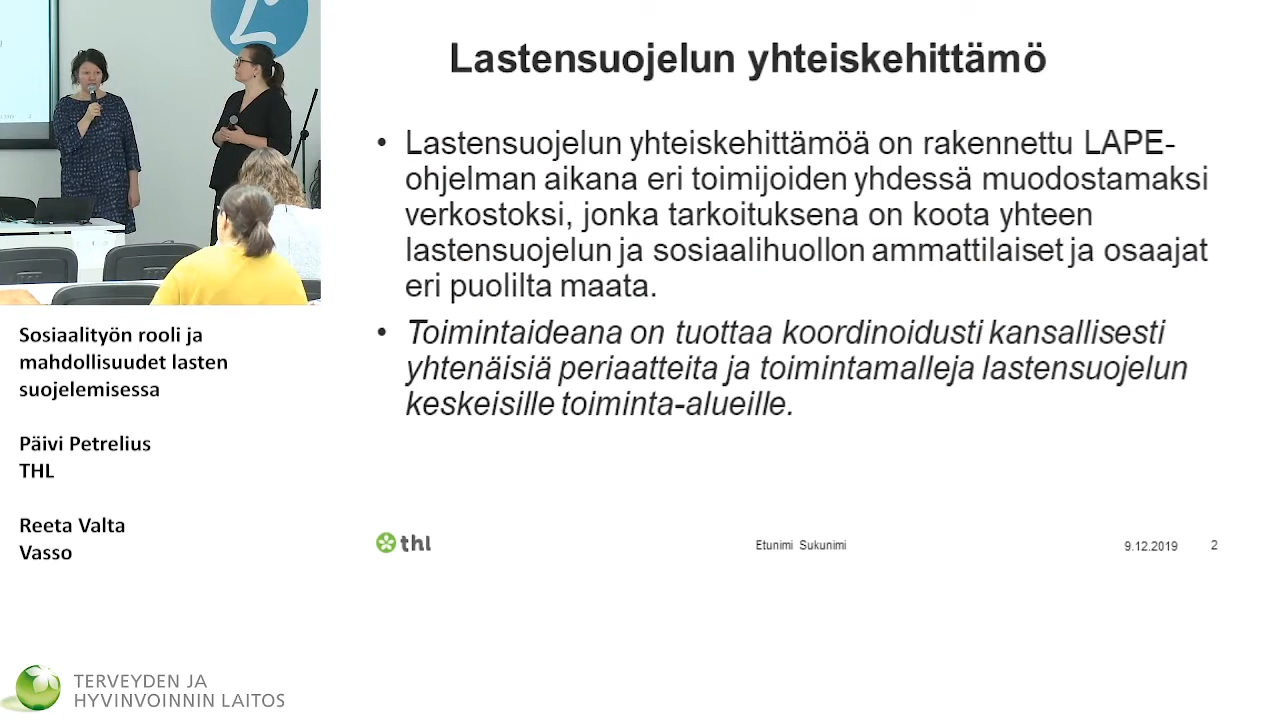 Lastensuojelun yhteiskehittämö
• Lastensuojelun yhteiskehittämöä on rakennettu LAPE-
ohjelman aikana eri toimijoiden yhdessä muodostamaksi
verkostoksi, jonka tarkoituksena on koota yhteen
lastensuojelun ja sosiaalihuollon ammattilaiset ja osaajat
eri puolilta maata.
• Toimintaideana on tuottaa koordinoidusti kansallisesti
yhtenäisiä periaatteita ja toimintamalleja lastensuojelun
keskeisille toiminta-alueille.
thl
Etunimi Sukunimi
9.12.2019
2
Sosiaalityön rooli ja
mahdollisuudet lasten
suojelemisessa
Päivi Petrelius
THL
Reeta Valta
Vasso
TERVEYDEN JA
HYVINVOINNIN LAITOS